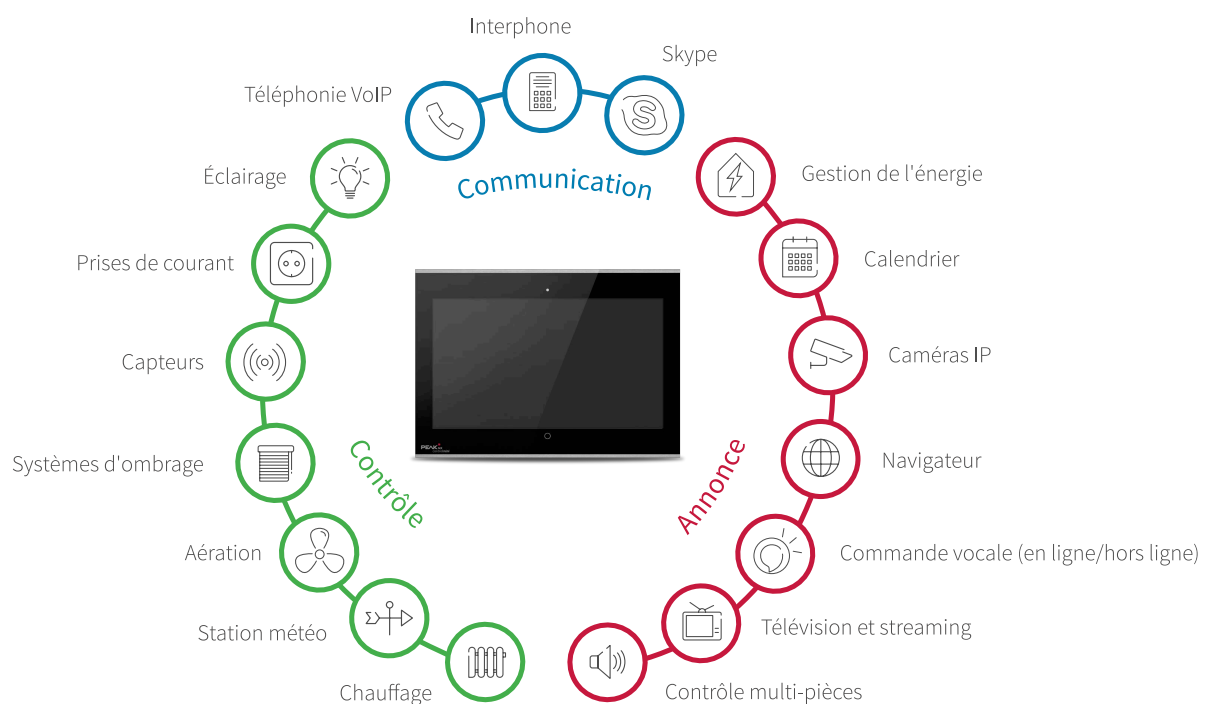 Interphone
Skype
Téléphonie VoIP
Communication
Éclairage
Prises de courant
Capteurs
Systèmes d'ombrage
Aération
Station météo
Chauffage
Contrôle
Gestion de l'énergie
Calendrier
Caméras IP
Navigateur
Commande vocale (en ligne/hors ligne)
Télévision et streaming
Contrôle multi-pièces
Annonce
PEAK